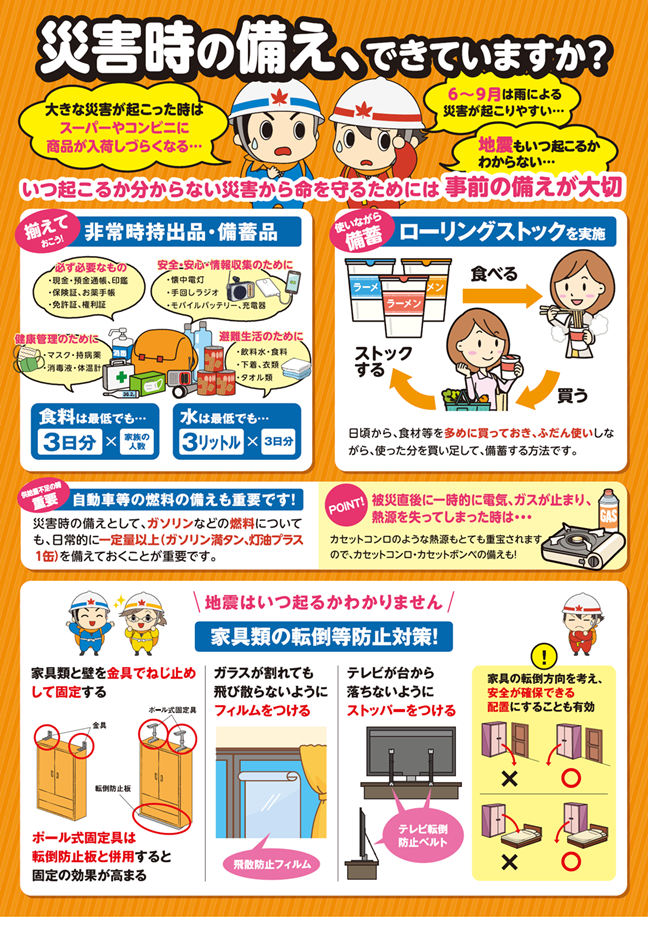 災害時の備え、できていますか?
大きな災害が起こった時は
スーパーやコンビニに
商品が入荷しづらくなる…
6〜9月は雨による
災害が起こりやすい…
地震もいつ起こるか
わからない…
いつ起こるか分からない災害から命を守るためには 事前の備えが大切
揃えて
おこう!
非常時持出品・備蓄品
必ず必要なもの
・現金・預金通帳、印鑑
・保険証、お薬手帳
・免許証、権利証
安全・安心・情報収集のために
・懐中電灯
・手回しラジオ
・モバイルバッテリー、充電器
健康管理のために
・マスク・持病薬
・消毒液・体温計
避難生活のために
・飲料水・食料
・下着、衣類
・タオル類
36.2
食料は最低でも…
3日分×家族の
人数
水は最低でも…
3リットル×3日分
使いながら
備蓄
ローリングストックを実施
ラーメン
ラーメン
メン
食べる
買う
ストック
する
日頃から、食材等を多めに買っておき、ふだん使いしな
がら、使った分を買い足して、備蓄する方法です。
供給量不足の時
重要
自動車等の燃料の備えも重要です!
災害時の備えとして、ガソリンなどの燃料について
も、日常的に一定量以上(ガソリン満タン、灯油プラス
1缶)を備えておくことが重要です。
POINT!
被災直後に一時的に電気、ガスが止まり、
熱源を失ってしまった時は…
カセットコンロのような熱源もとても重宝されます
ので、カセットコンロ・カセットボンベの備えも!
GAS
地震はいつ起るかわかりません
家具類の転倒等防止対策!
家具類と壁を金具でねじ止め
して固定する
金具
ポール式固定具
転倒防止板
ポール式固定具は
転倒防止板と併用すると
固定の効果が高まる
ガラスが割れても
飛び散らないように
フィルムをつける
飛散防止フィルム
テレビが台から
落ちないように
ストッパーをつける
テレビ転倒
防止ベルト
!
家具の転倒方向を考え、
安全が確保できる
配置にすることも有効
× ○
× ○